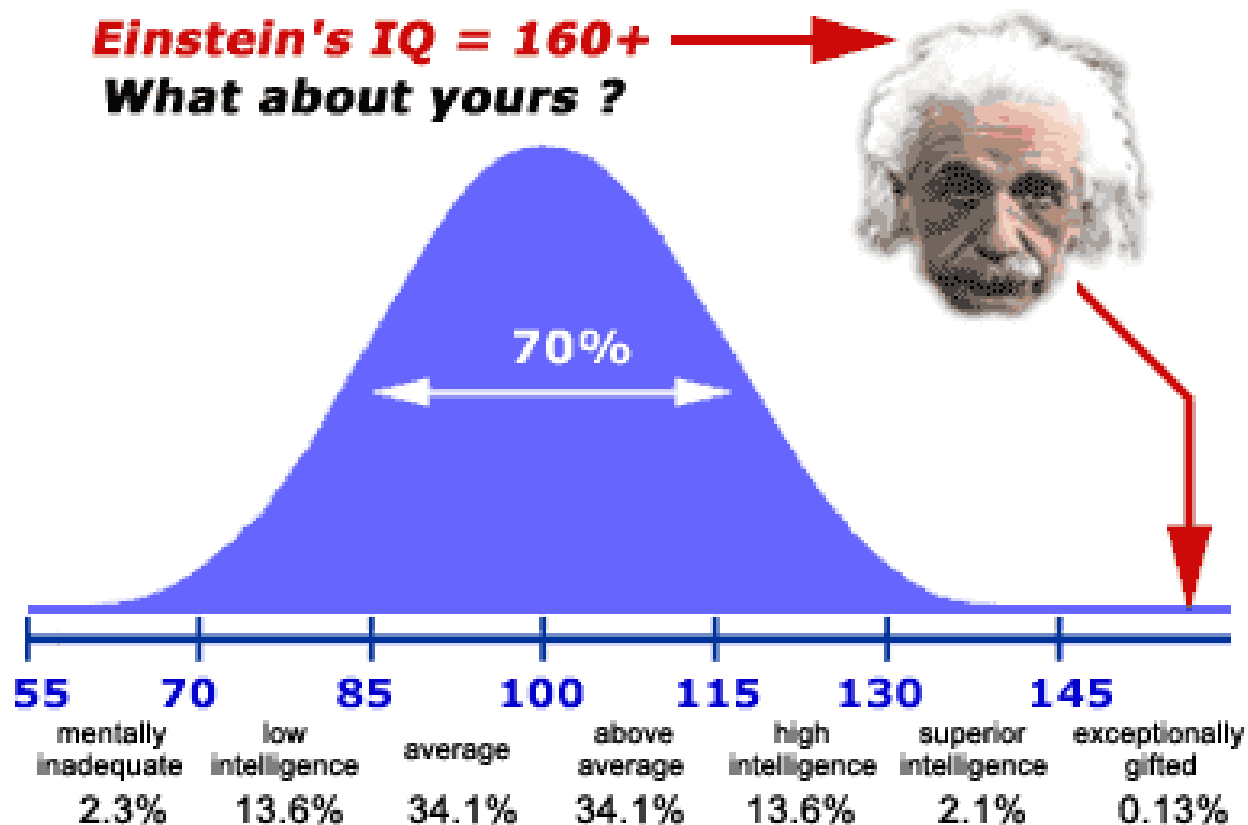 Einstein's IQ = 160+
What about yours ?
70%
55 70 85 100 115 130 145
mentally inadequate
low intelligence
average
above average
high intelligence
superior intelligence
exceptionally gifted
2.3% 13.6% 34.1% 34.1% 13.6% 2.1% 0.13%